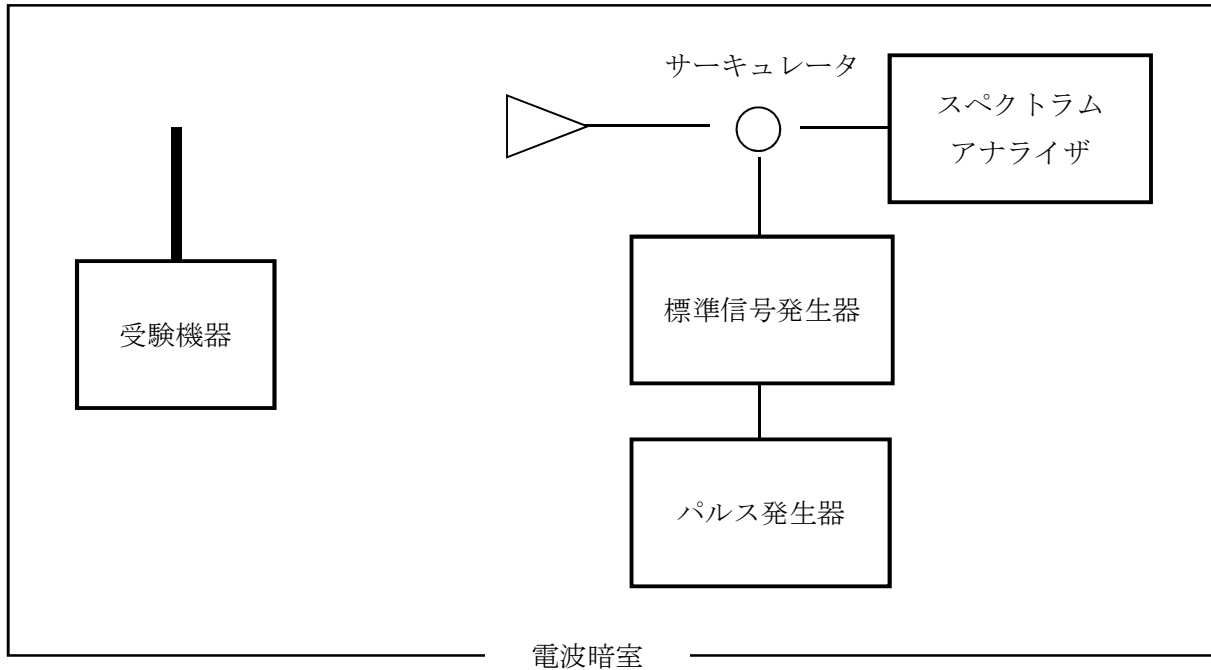 サーキュレータ
スペクトラム
アナライザ
標準信号発生器
受験機器
パルス発生器
電波暗室